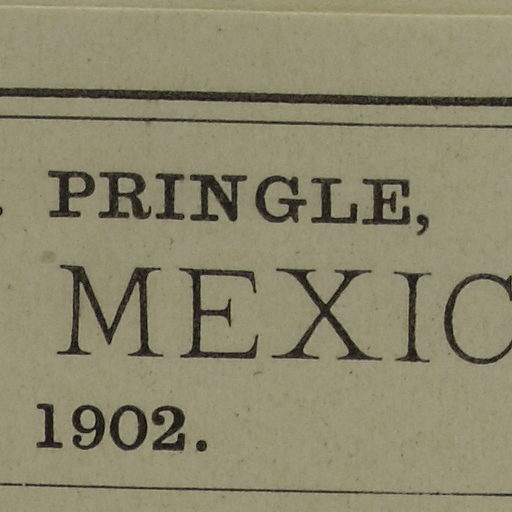 . PRINGLE,
MEXIC
1902.